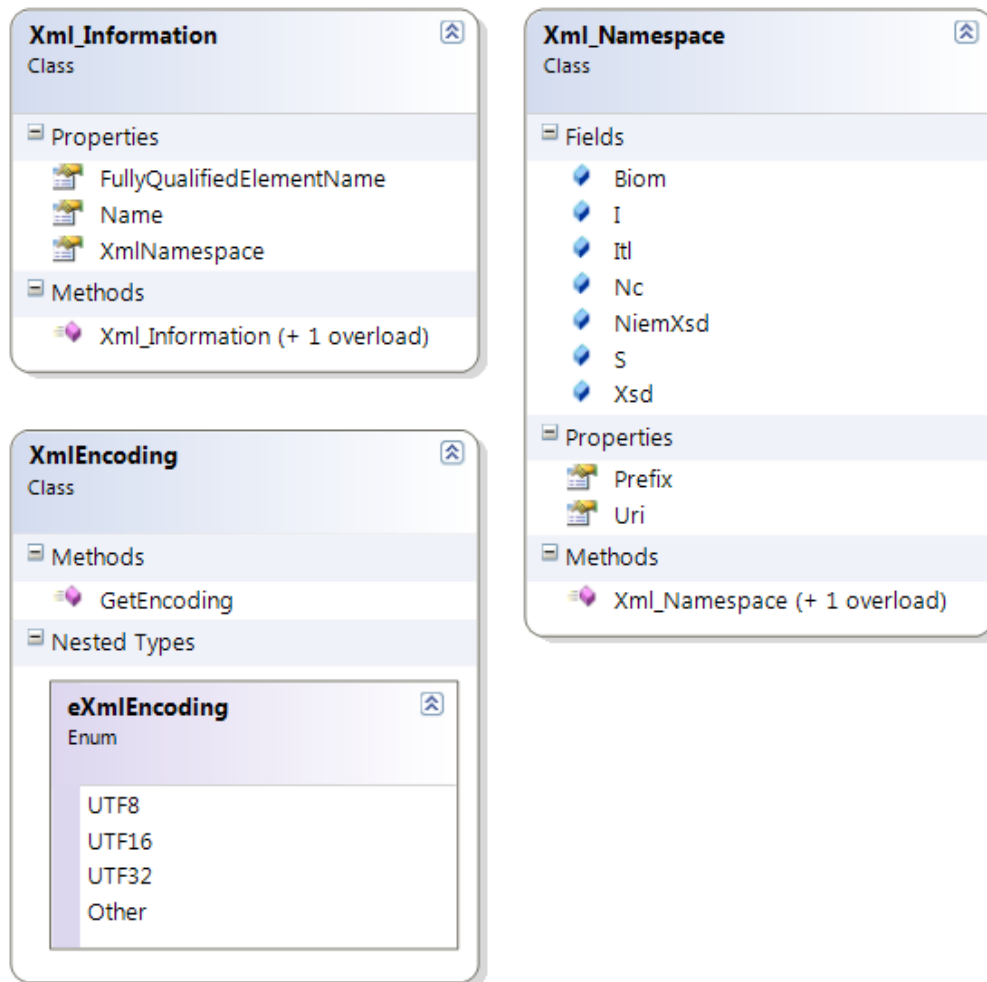 Xml_Information
Class
Properties
FullyQualifiedElementName
Name
XmlNamespace
Methods
Xml_Information (+ 1 overload)
XmlEncoding
Class
Methods
GetEncoding
Nested Types
eXmlEncoding
Enum
UTF8
UTF16
UTF32
Other
Xml_Namespace
Class
Fields
Biom
I
Itl
Nc
NiemXsd
S
Xsd
Properties
Prefix
Uri
Methods
Xml_Namespace (+ 1 overload)